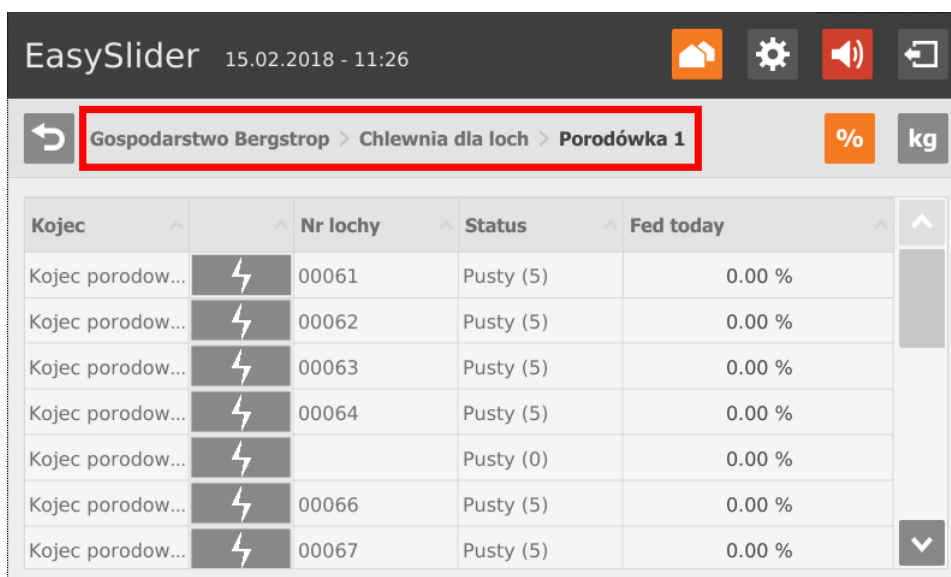 EasySlider 15.02.2018 - 11:26
Gospodarstwo Bergstrop > Chlewnia dla loch > Porodówka 1 % kg
Kojec Nr lochy Status Fed today
Kojec porodow... 00061 Pusty (5) 0.00 %
Kojec porodow... 00062 Pusty (5) 0.00 %
Kojec porodow... 00063 Pusty (5) 0.00 %
Kojec porodow... 00064 Pusty (5) 0.00 %
Kojec porodow... Pusty (0) 0.00 %
Kojec porodow... 00066 Pusty (5) 0.00 %
Kojec porodow... 00067 Pusty (5) 0.00 %